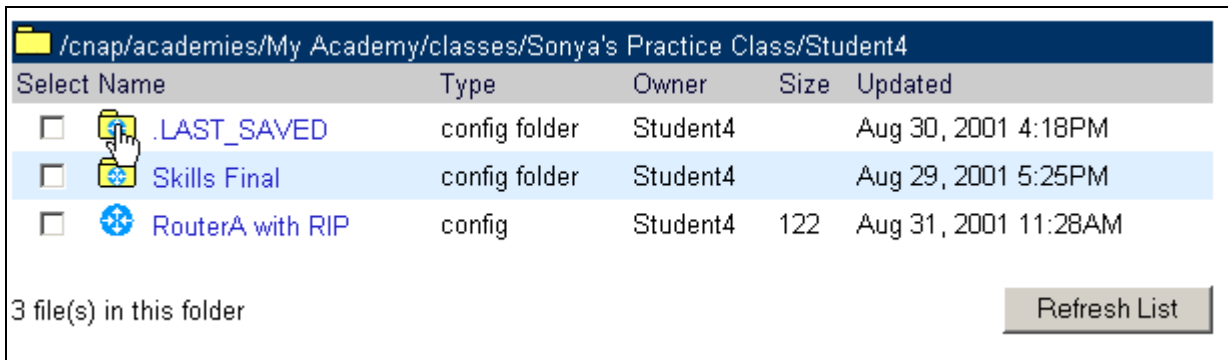 /cnap/academies/My Academy/classes/Sonya's Practice Class/Student4
Select Name Type Owner Size Updated
.LAST_SAVED config folder Student4 Aug 30, 2001 4:18PM
Skills Final config folder Student4 Aug 29, 2001 5:25PM
RouterA with RIP config Student4 122 Aug 31, 2001 11:28AM
3 file(s) in this folder Refresh List